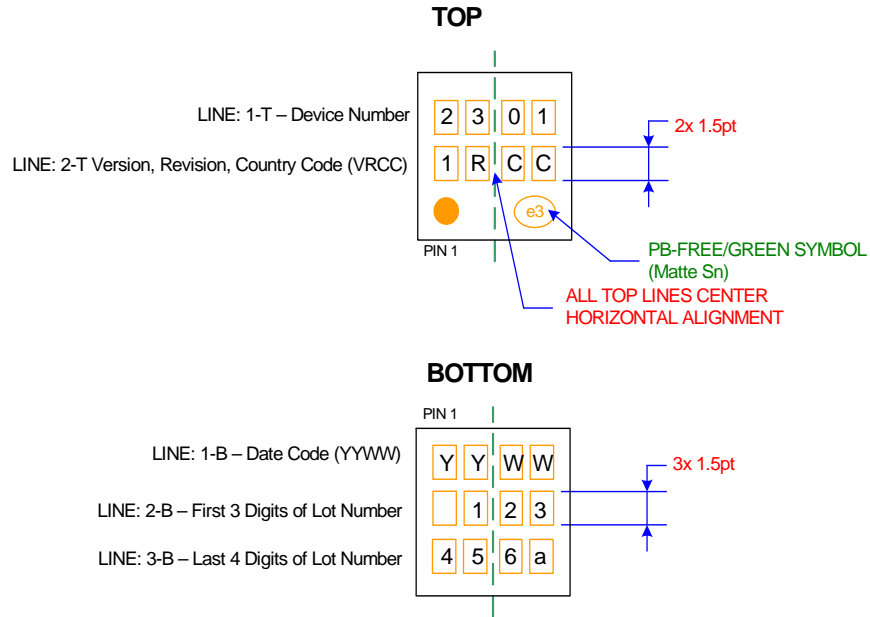 TOP
LINE: 1-T – Device Number
2 3 0 1
2x 1.5pt
LINE: 2-T Version, Revision, Country Code (VRCC)
1 R C C
e3
PIN 1
PB-FREE/GREEN SYMBOL
(Matte Sn)
ALL TOP LINES CENTER
HORIZONTAL ALIGNMENT
BOTTOM
PIN 1
LINE: 1-B – Date Code (YYWW)
Y Y W W
3x 1.5pt
LINE: 2-B – First 3 Digits of Lot Number
1 2 3
LINE: 3-B – Last 4 Digits of Lot Number
4 5 6 a